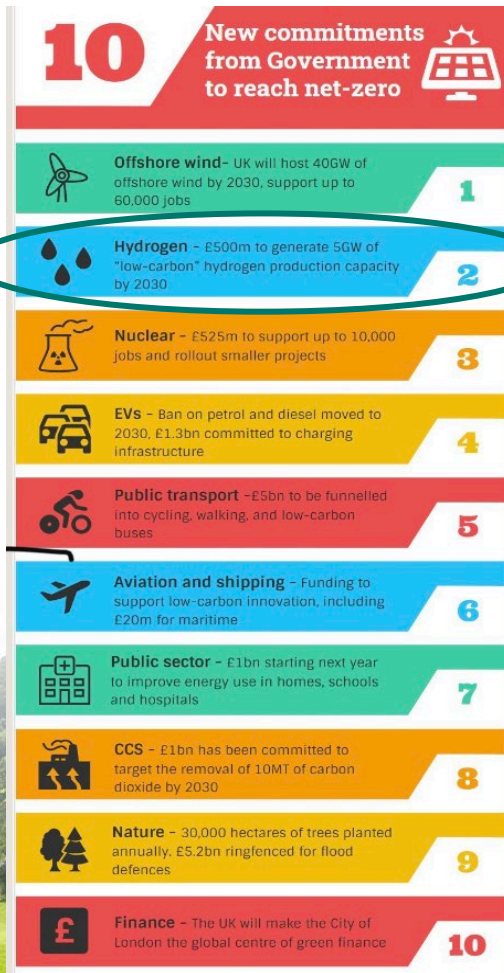 10
New commitments
from Government
to reach net-zero
Offshore wind– UK will host 40GW of
offshore wind by 2030, support up to
60,000 jobs
1
Hydrogen – £500m to generate 5GW of
"low-carbon" hydrogen production capacity
by 2030
2
Nuclear – £525m to support up to 10,000
jobs and rollout smaller projects
3
EVs – Ban on petrol and diesel moved to
2030, £1.3bn committed to charging
infrastructure
4
Public transport –£5bn to be funnelled
into cycling, walking, and low-carbon
buses
5
Aviation and shipping – Funding to
support low-carbon innovation, including
£20m for maritime
6
Public sector – £1bn starting next year
to improve energy use in homes, schools
and hospitals
7
CCS – £1bn has been committed to
target the removal of 10MT of carbon
dioxide by 2030
8
Nature – 30,000 hectares of trees planted
annually. £5.2bn ringfenced for flood
defences
9
£
Finance – The UK will make the City of
London the global centre of green finance
10